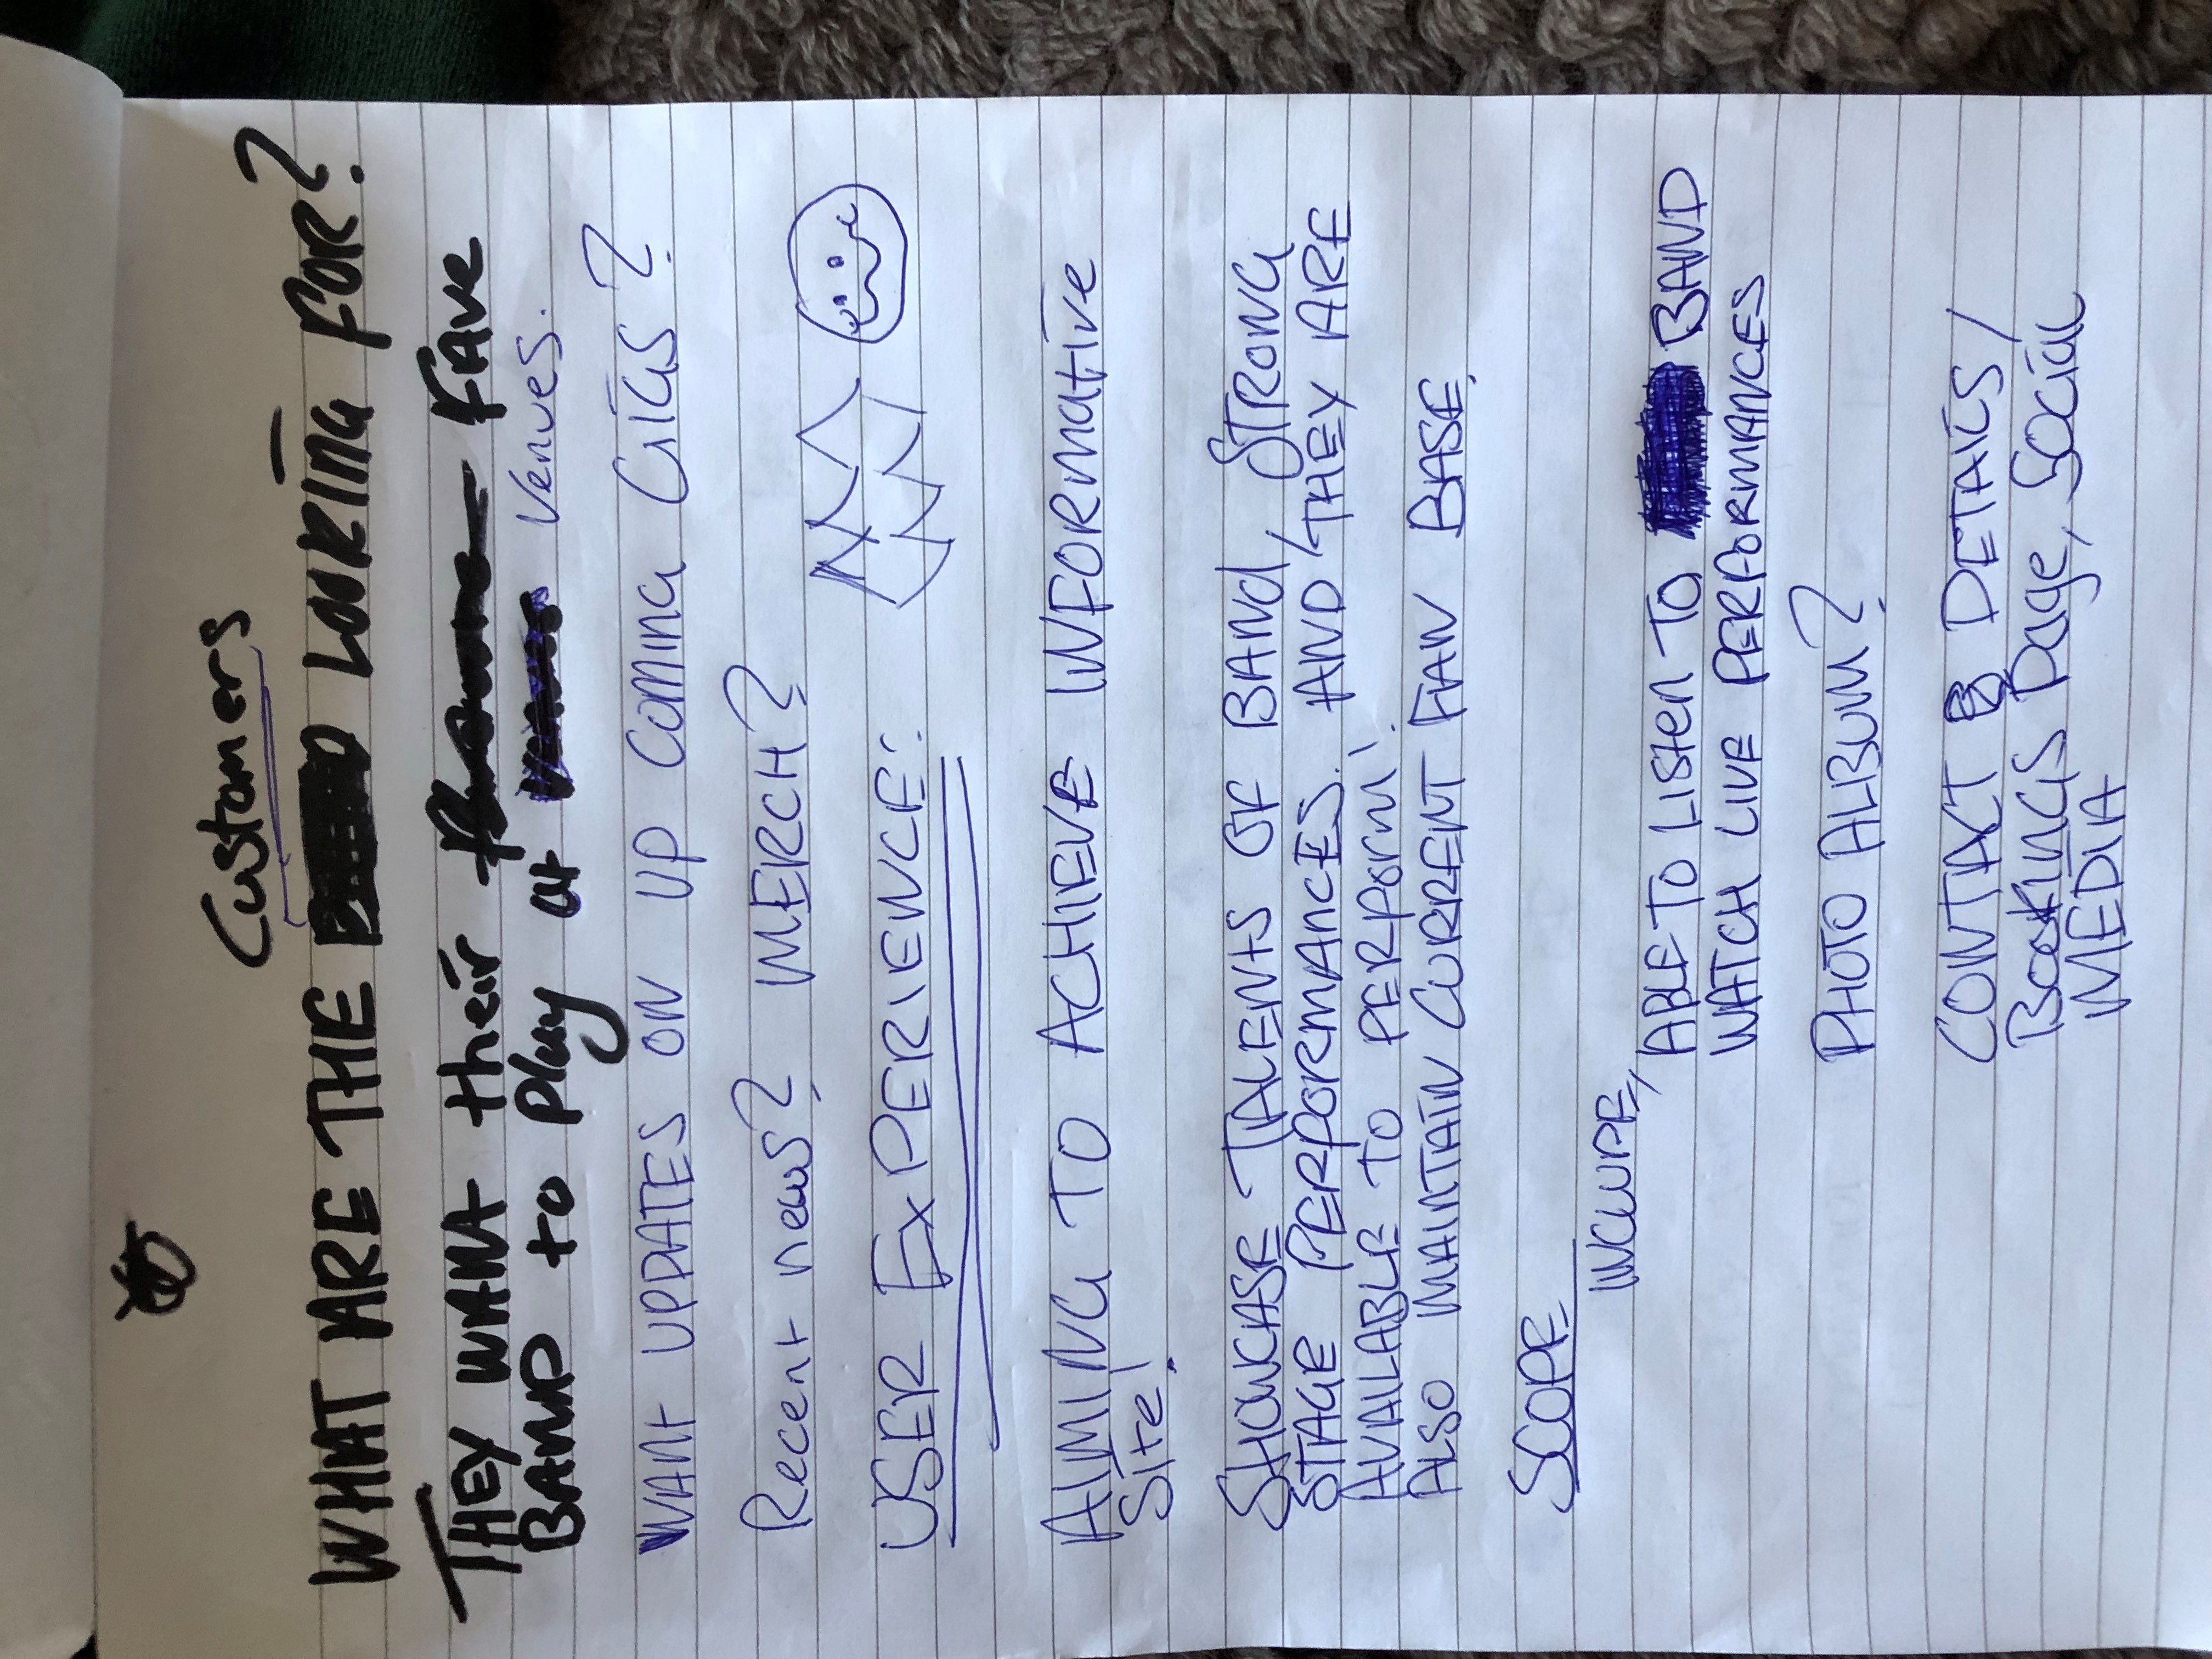 Customers
WHAT ARE THE LOOKING FOR?
THEY WANT their FAVE
BAND to Play at Venues.
WANT UPDATES ON UP COMING GIGS?
Recent news? MERCH?
USER EXPERIENCE:
AIMING TO ACHIEVE INFORMATIVE
Site!
SHOWCASE TALENTS OF BAND, STRONG
STAGE PERFORMANCES. AND THEY ARE
AVAILABLE TO PERFORM!
ALSO MAINTAIN CURRENT FAN BASE.
SCOPE
INCLUDE,
ABLE TO LISTEN TO BAND
WATCH LIVE PERFORMANCES
PHOTO ALBUM?
CONTACT DETAILS/
BOOKINGS Page, Social
MEDIA